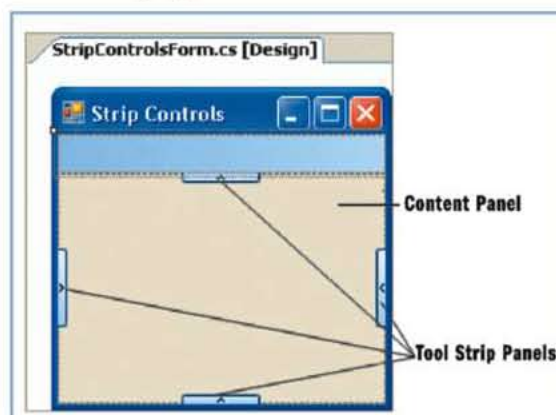 StripControlsForm.cs [Design]
Strip Controls
Content Panel
Tool Strip Panels